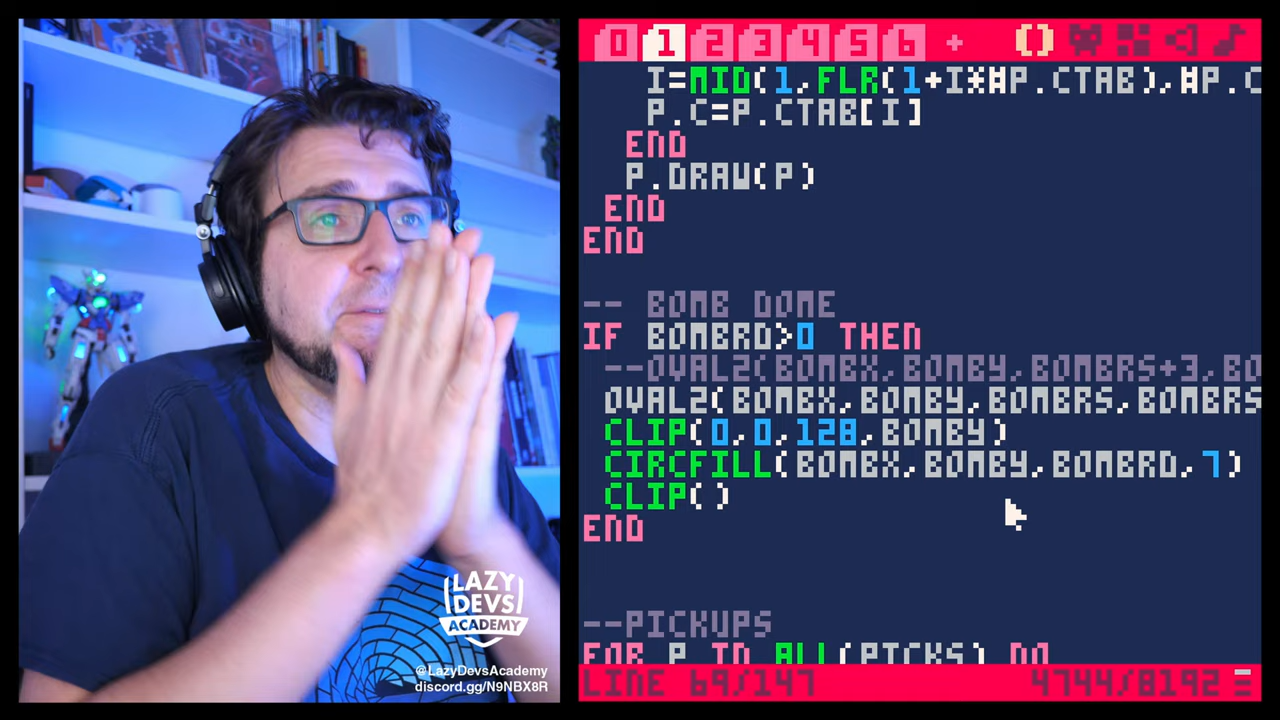 LAZY
DEVS
ACADEMY
@LazyDevsAcademy
discord.gg/N9NBX8R
0 1 2 3 4 5 6 +
I=MID(1,FLR(1+I*#P.CTAB),#P.C
P.C=P.CTAB[I]
END
P.DRAW(P)
END
END
-- BOMB DOME
IF BOMBRD>0 THEN
--OVAL2(BOMBX,BOMBY,BOMBRS+3,BO
OVAL2(BOMBX,BOMBY,BOMBRS,BOMBRS
CLIP(0,0,128,BOMBY)
CIRCFILL(BOMBX,BOMBY,BOMBRD,7)
CLIP()
END
--PICKUPS
FOR P IN ALL(PICKS) DO
LINE 69/147
4744/8192